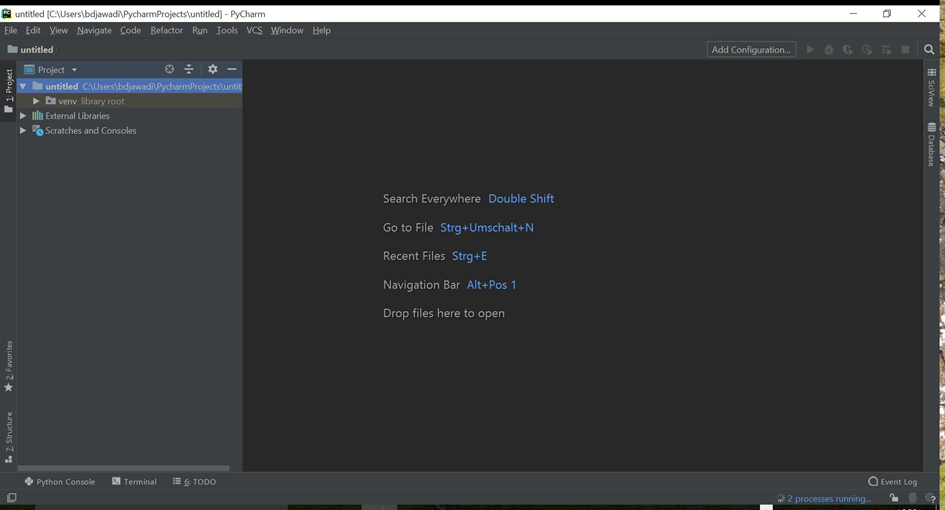 untitled [C:\Users\bdjawadi\PycharmProjects\untitled] - PyCharm
File Edit View Navigate Code Refactor Run Tools VCS Window Help
untitled
Add Configuration...
Project
1: Project
untitled C:\Users\bdjawadi\PycharmProjects\untit
venv library root
External Libraries
Scratches and Consoles
Search Everywhere Double Shift
Go to File Strg+Umschalt+N
Recent Files Strg+E
Navigation Bar Alt+Pos 1
Drop files here to open
SciView
Database
2: Favorites
7: Structure
Python Console Terminal 6: TODO
Event Log
2 processes running...